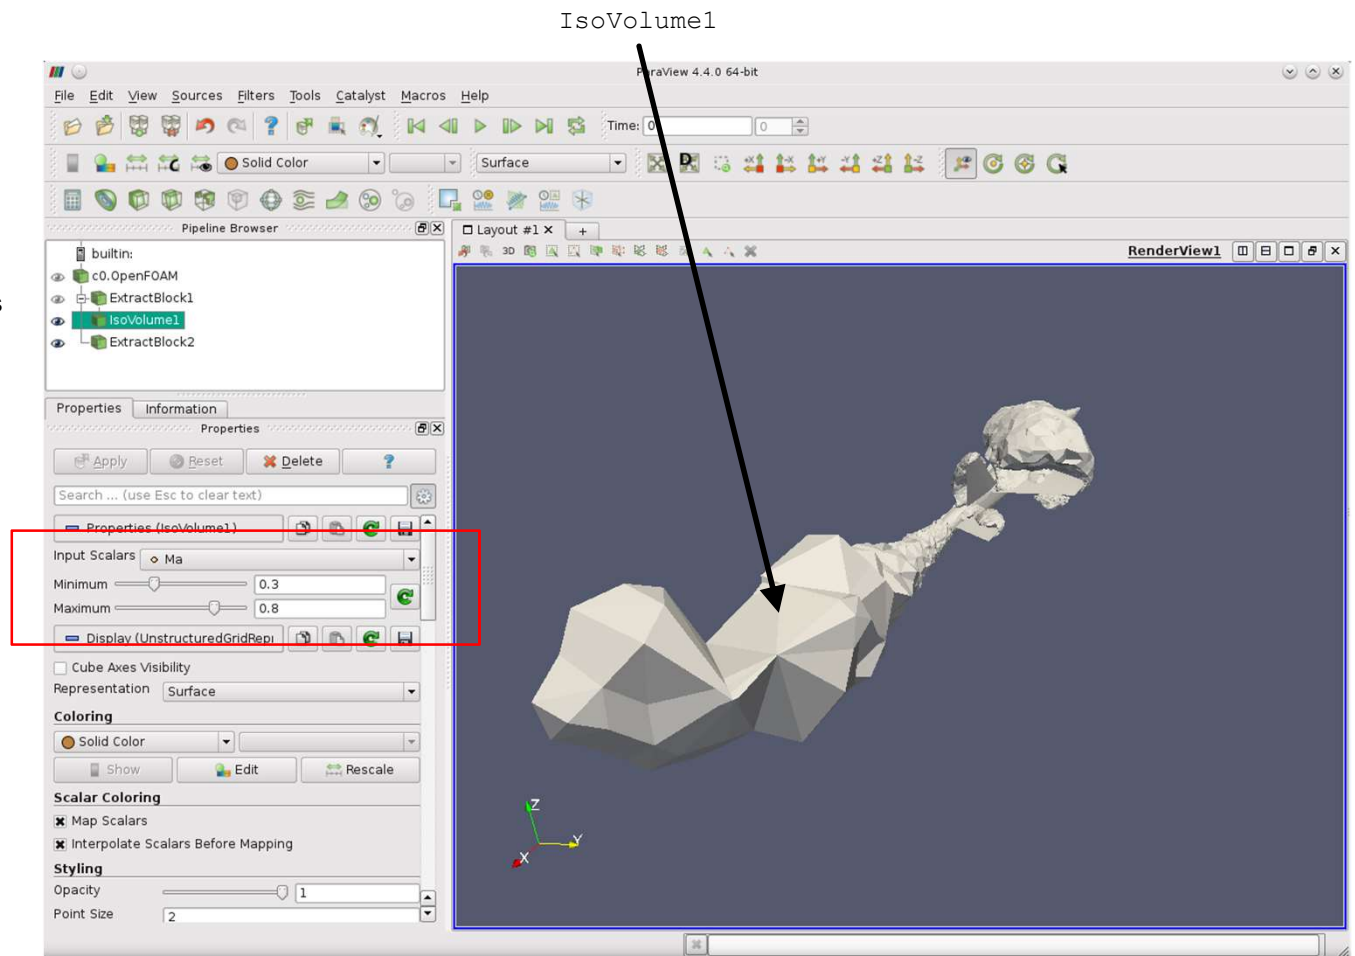 IsoVolume1
ParaView 4.4.0 64-bit
File Edit View Sources Filters Tools Catalyst Macros Help
Time: 0 0
Solid Color Surface
Pipeline Browser
Layout #1 +
3D RenderView1
builtin:
c0.OpenFOAM
ExtractBlock1
s
IsoVolume1
ExtractBlock2
Properties Information
Properties
Apply Reset Delete ?
Search ... (use Esc to clear text)
Properties (IsoVolume1)
Input Scalars Ma
Minimum 0.3
Maximum 0.8
Display (UnstructuredGridRep
Cube Axes Visibility
Representation Surface
Coloring
Solid Color
Show Edit Rescale
Scalar Coloring
Map Scalars
Interpolate Scalars Before Mapping
Styling
Opacity 1
Point Size 2
Z
Y
X